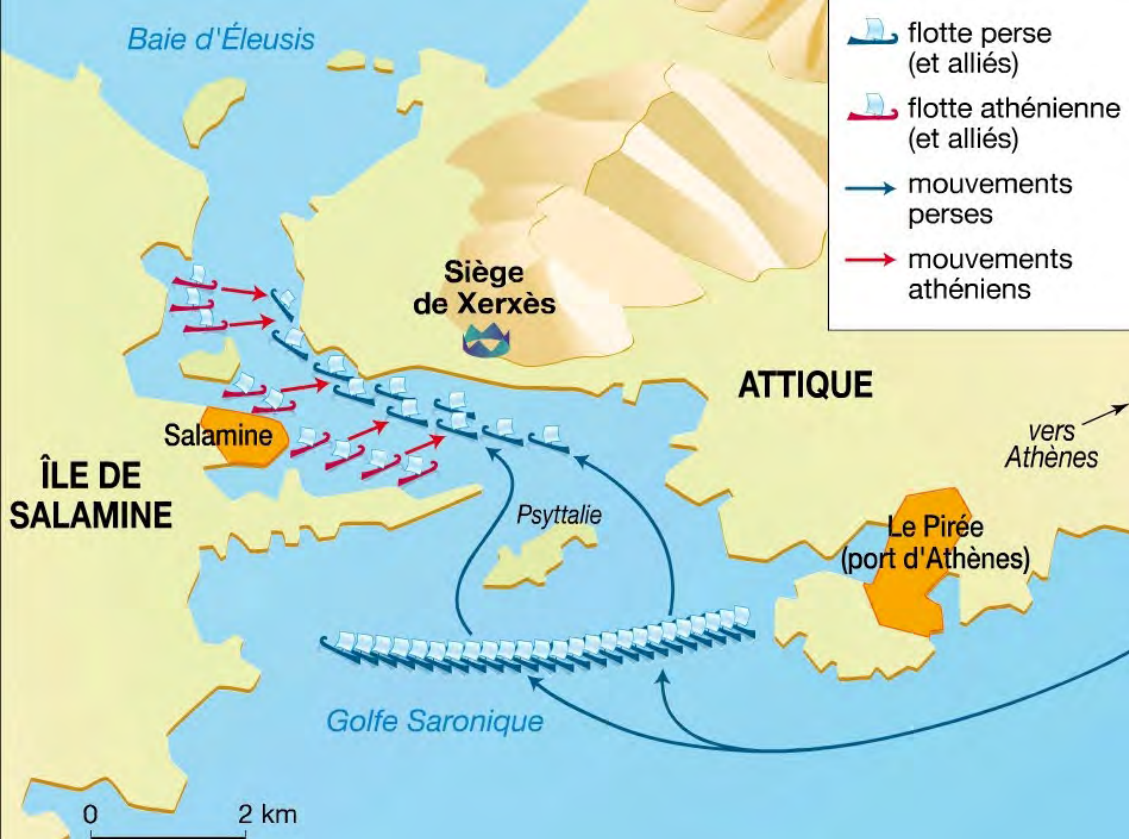 Baie d'Éleusis
flotte perse
(et alliés)
flotte athénienne
(et alliés)
mouvements
perses
mouvements
athéniens
Siège
de Xerxès
ATTIQUE
vers
Athènes
Salamine
ÎLE DE
SALAMINE
Psyttalie
Le Pirée
(port d'Athènes)
Golfe Saronique
0 2 km